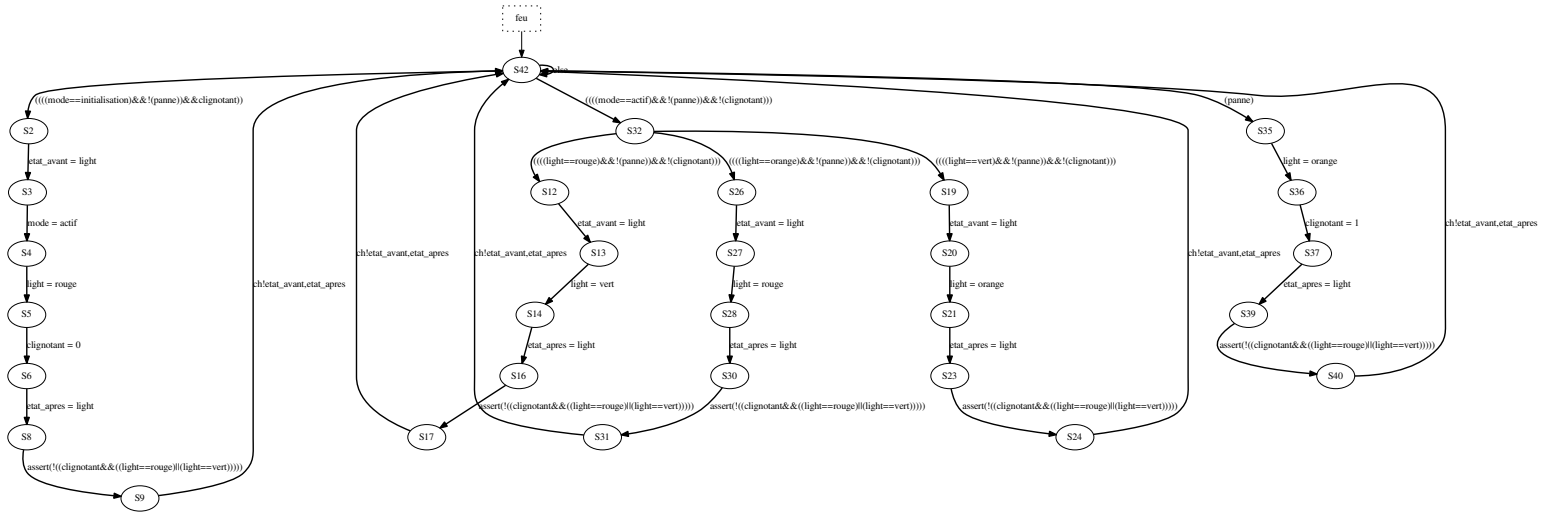 feu
S42
else
((((mode==initialisation)&&!(panne))&&clignotant))
((((mode==actif)&&!(panne))&&!(clignotant)))
(panne)
S2
S32
S35
etat_avant = light
((((light==rouge)&&!(panne))&&!(clignotant)))
((((light==orange)&&!(panne))&&!(clignotant)))
((((light==vert)&&!(panne))&&!(clignotant)))
light = orange
S3
S12
S26
S19
S36
mode = actif
etat_avant = light
etat_avant = light
etat_avant = light
clignotant = 1
ch!etat_avant,etat_apres
S4
ch!etat_avant,etat_apres
ch!etat_avant,etat_apres
S13
S27
S20
ch!etat_avant,etat_apres
S37
light = rouge
ch!etat_avant,etat_apres
light = vert
light = rouge
light = orange
etat_apres = light
S5
S14
S28
S21
S39
clignotant = 0
etat_apres = light
etat_apres = light
etat_apres = light
assert(!((clignotant&&((light==rouge)||(light==vert)))))
S6
S16
S30
S23
S40
etat_apres = light
assert(!((clignotant&&((light==rouge)||(light==vert)))))
assert(!((clignotant&&((light==rouge)||(light==vert)))))
assert(!((clignotant&&((light==rouge)||(light==vert)))))
S8
S17
S31
S24
assert(!((clignotant&&((light==rouge)||(light==vert)))))
S9